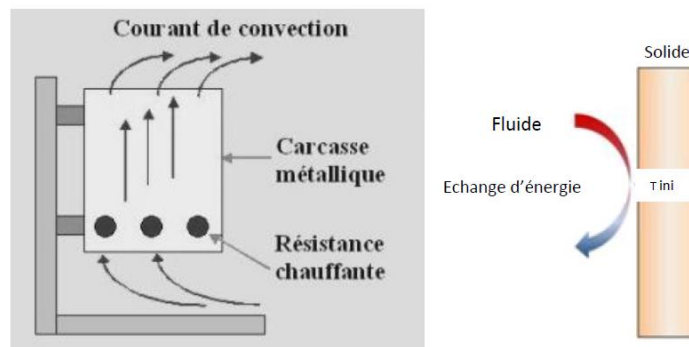 Courant de convection
Carcasse
métallique
Résistance
chauffante
Solide
Fluide
Echange d’énergie
T ini